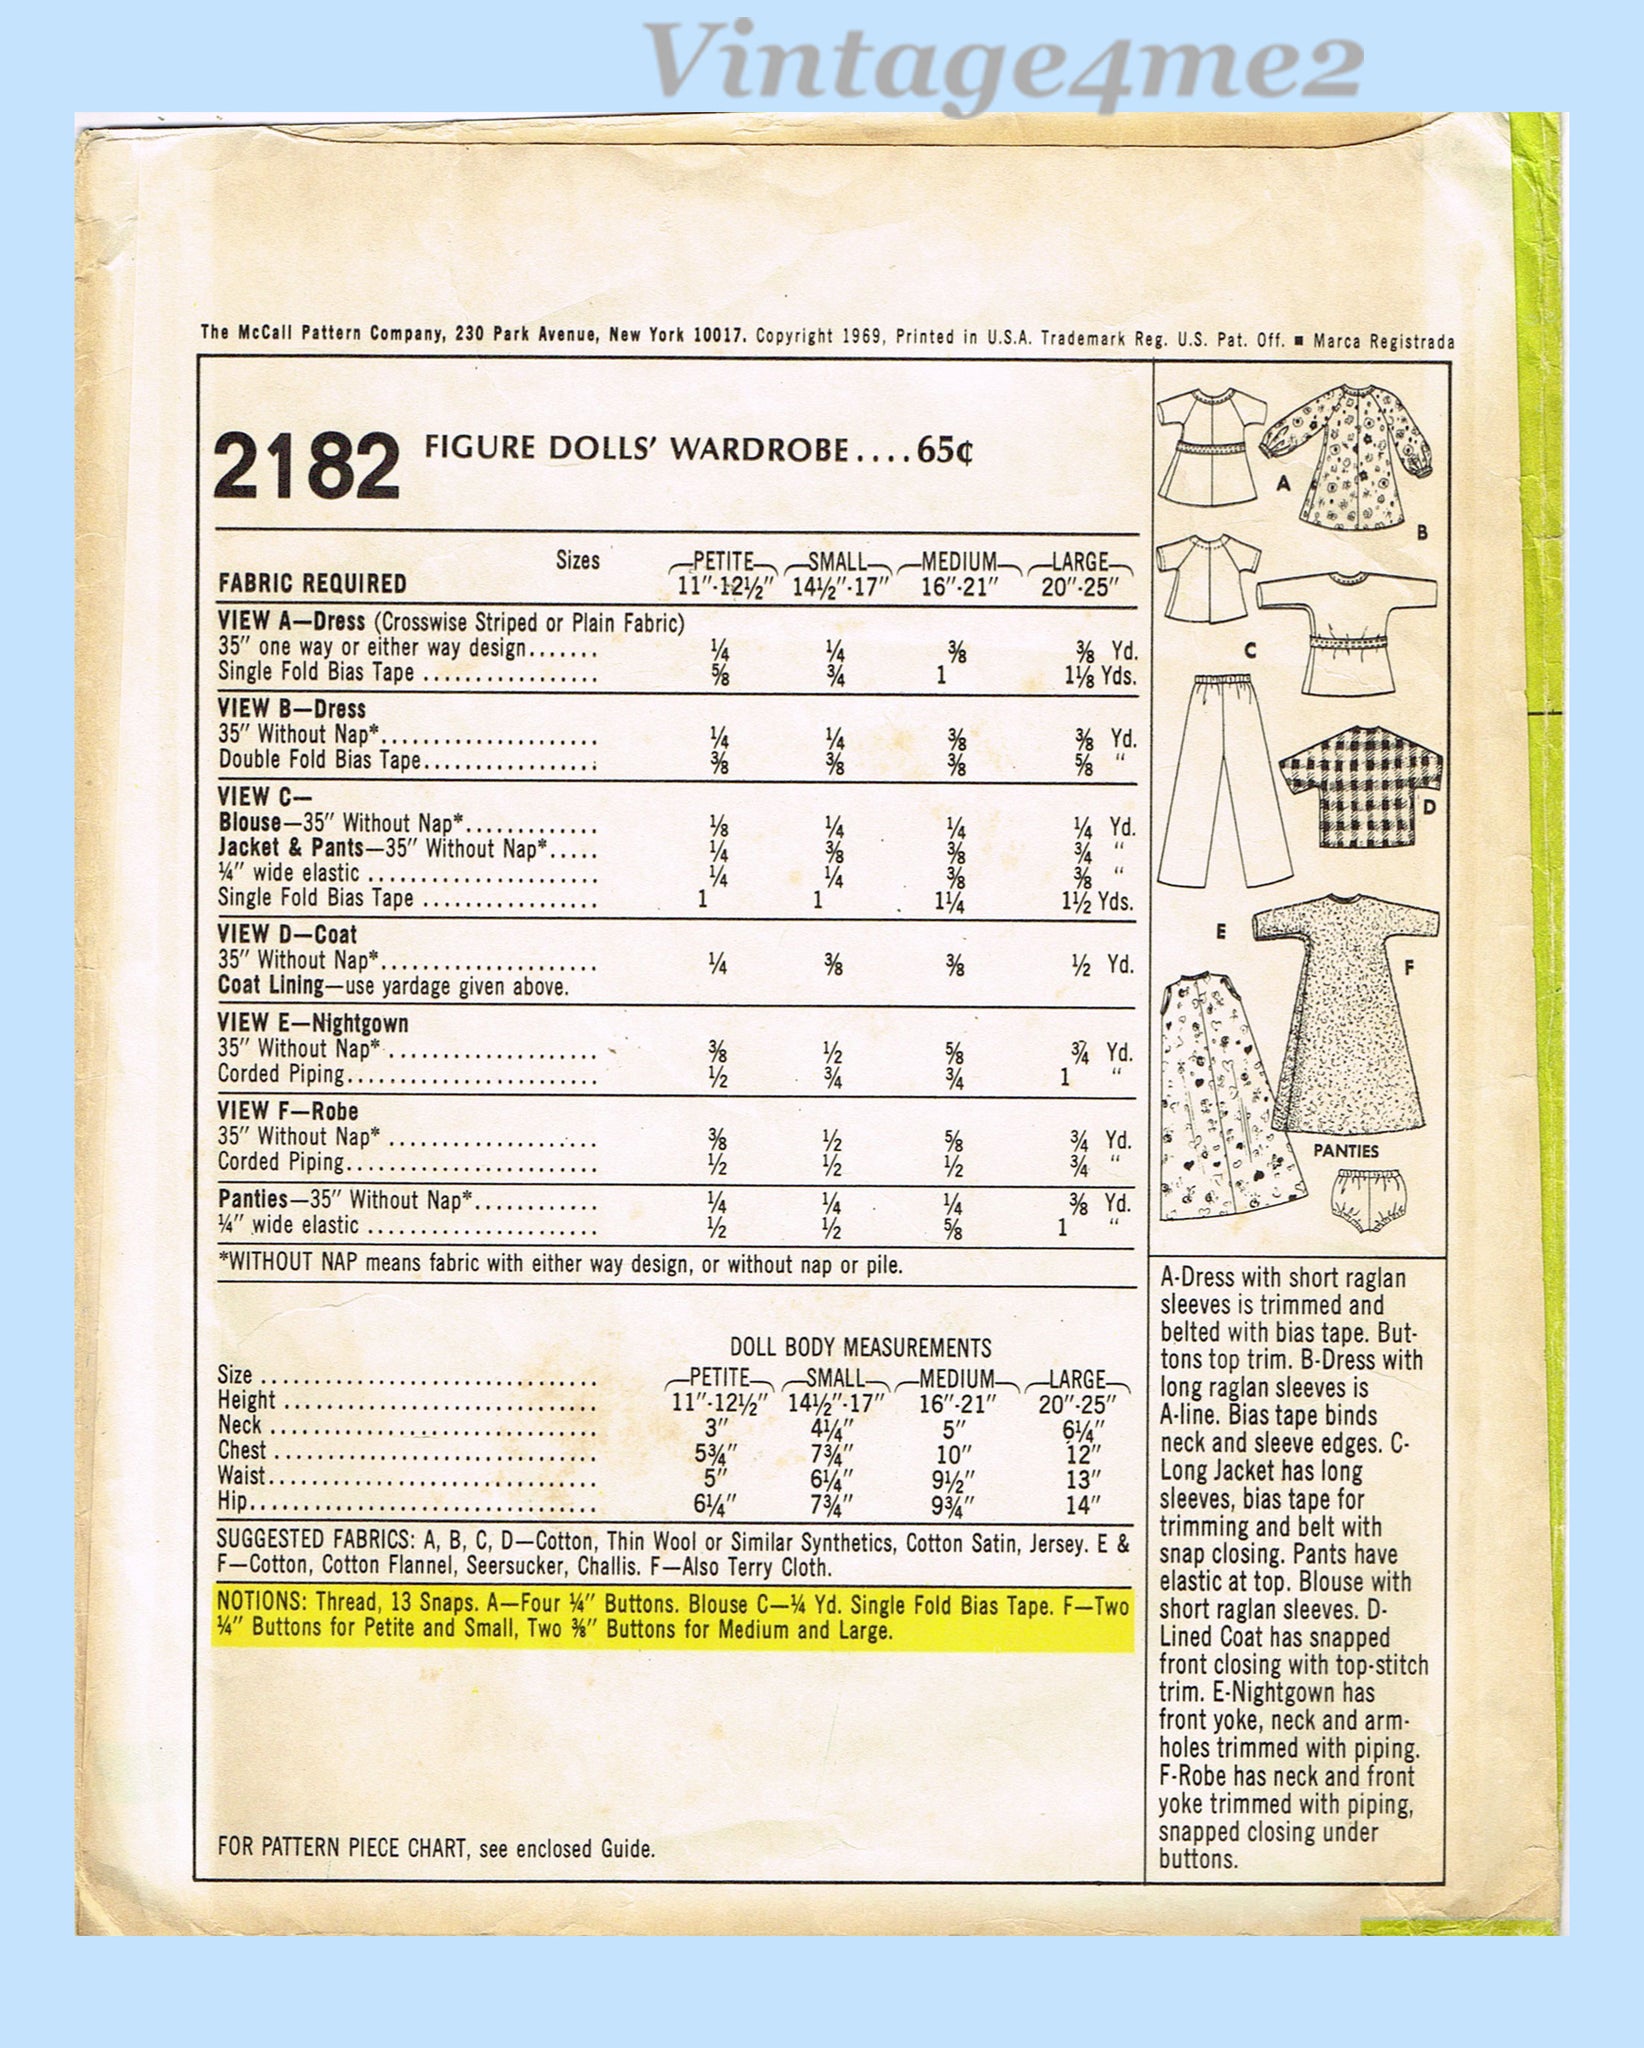 Vintage4me2
The McCall Pattern Company, 230 Park Avenue, New York 10017. Copyright 1969, Printed in U.S.A. Trademark Reg. U.S. Pat. Off. ■ Marca Registrada
2182 FIGURE DOLLS' WARDROBE....65¢
Sizes PETITE SMALL MEDIUM LARGE
FABRIC REQUIRED 11"-12½" 14½"-17" 16"-21" 20"-25"
VIEW A—Dress (Crosswise Striped or Plain Fabric)
35" one way or either way design....... ¼ ¼ ⅜ ⅜ Yd.
Single Fold Bias Tape ................. ⅝ ¾ 1 1⅛ Yds.
VIEW B—Dress
35" Without Nap*..................... ¼ ¼ ⅜ ⅜ Yd.
Double Fold Bias Tape................. ⅜ ⅜ ⅜ ⅝ "
VIEW C—
Blouse—35" Without Nap*............. ⅛ ¼ ¼ ¼ Yd.
Jacket & Pants—35" Without Nap*..... ¼ ⅜ ⅜ ¾ "
¼" wide elastic ...................... ¼ ¼ ⅜ ⅜ "
Single Fold Bias Tape ................. 1 1 1¼ 1½ Yds.
VIEW D—Coat
35" Without Nap*..................... ¼ ⅜ ⅜ ½ Yd.
Coat Lining—use yardage given above.
VIEW E—Nightgown
35" Without Nap*..................... ⅜ ½ ⅝ ¾ Yd.
Corded Piping........................ ½ ¾ ¾ 1 "
VIEW F—Robe
35" Without Nap* .................... ⅜ ½ ⅝ ¾ Yd.
Corded Piping........................ ½ ½ ½ ¾ "
Panties—35" Without Nap*............ ¼ ¼ ¼ ⅜ Yd.
¼" wide elastic ...................... ½ ½ ⅝ 1 "
*WITHOUT NAP means fabric with either way design, or without nap or pile.
DOLL BODY MEASUREMENTS
Size ................................ PETITE SMALL MEDIUM LARGE
Height .............................. 11"-12½" 14½"-17" 16"-21" 20"-25"
Neck ............................... 3" 4¼" 5" 6¼"
Chest ............................... 5¾" 7¾" 10" 12"
Waist................................ 5" 6¼" 9½" 13"
Hip.................................. 6¼" 7¾" 9¾" 14"
SUGGESTED FABRICS: A, B, C, D—Cotton, Thin Wool or Similar Synthetics, Cotton Satin, Jersey. E &
F—Cotton, Cotton Flannel, Seersucker, Challis. F—Also Terry Cloth.
NOTIONS: Thread, 13 Snaps. A—Four ¼" Buttons. Blouse C—¼ Yd. Single Fold Bias Tape. F—Two
¼" Buttons for Petite and Small, Two ⅜" Buttons for Medium and Large.
FOR PATTERN PIECE CHART, see enclosed Guide.
A
B
C
D
E
F
PANTIES
A-Dress with short raglan
sleeves is trimmed and
belted with bias tape. But-
tons top trim. B-Dress with
long raglan sleeves is
A-line. Bias tape binds
neck and sleeve edges. C-
Long Jacket has long
sleeves, bias tape for
trimming and belt with
snap closing. Pants have
elastic at top. Blouse with
short raglan sleeves. D-
Lined Coat has snapped
front closing with top-stitch
trim. E-Nightgown has
front yoke, neck and arm-
holes trimmed with piping.
F-Robe has neck and front
yoke trimmed with piping,
snapped closing under
buttons.